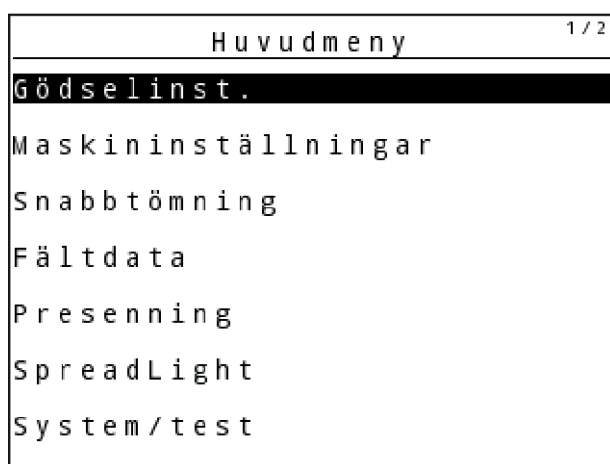 Huvudmeny 1/2
Gödselinst.
Maskininställningar
Snabbtömning
Fältdata
Presenning
SpreadLight
System/test